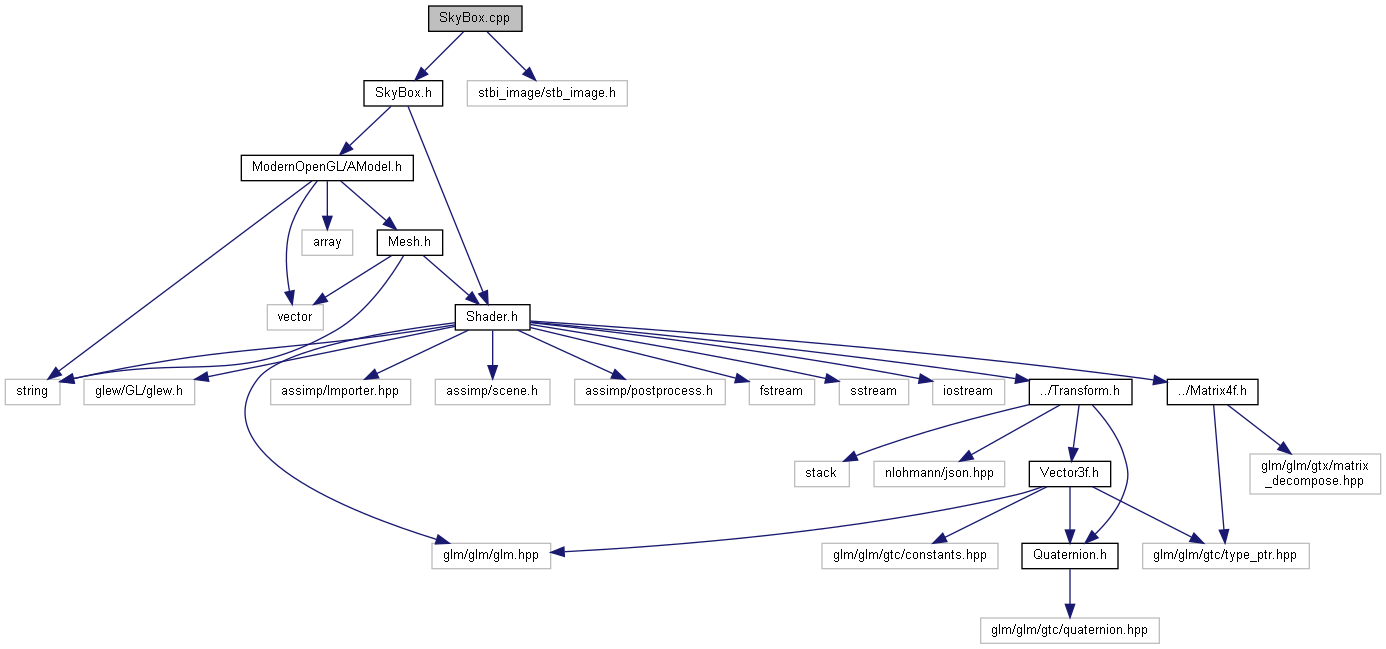 SkyBox.cpp
SkyBox.h
stbi_image/stb_image.h
ModernOpenGL/AModel.h
array
Mesh.h
vector
Shader.h
string
glew/GL/glew.h
assimp/Importer.hpp
assimp/scene.h
assimp/postprocess.h
fstream
sstream
iostream
../Transform.h
../Matrix4f.h
stack
nlohmann/json.hpp
Vector3f.h
glm/glm/gtx/matrix
_decompose.hpp
glm/glm/glm.hpp
glm/glm/gtc/constants.hpp
Quaternion.h
glm/glm/gtc/type_ptr.hpp
glm/glm/gtc/quaternion.hpp